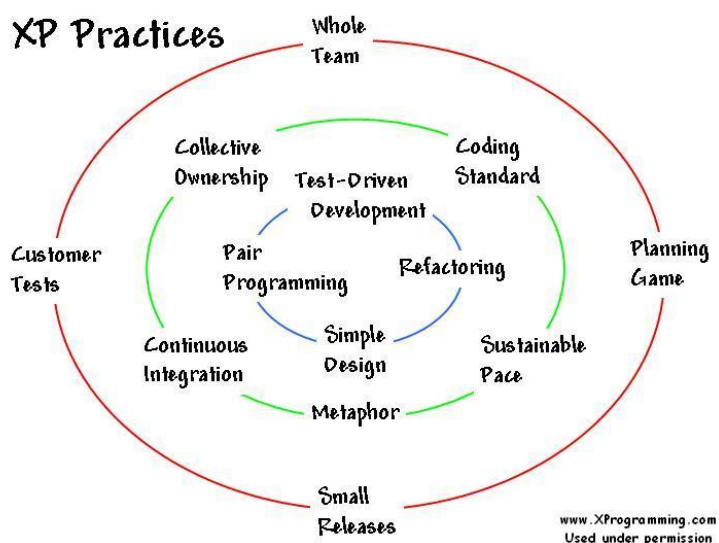 XP Practices
Whole
Team
Collective
Ownership
Coding
Standard
Test-Driven
Development
Customer
Tests
Pair
Programming
Refactoring
Planning
Game
Continuous
Integration
Simple
Design
Sustainable
Pace
Metaphor
Small
Releases
www.XProgramming.com
Used under permission